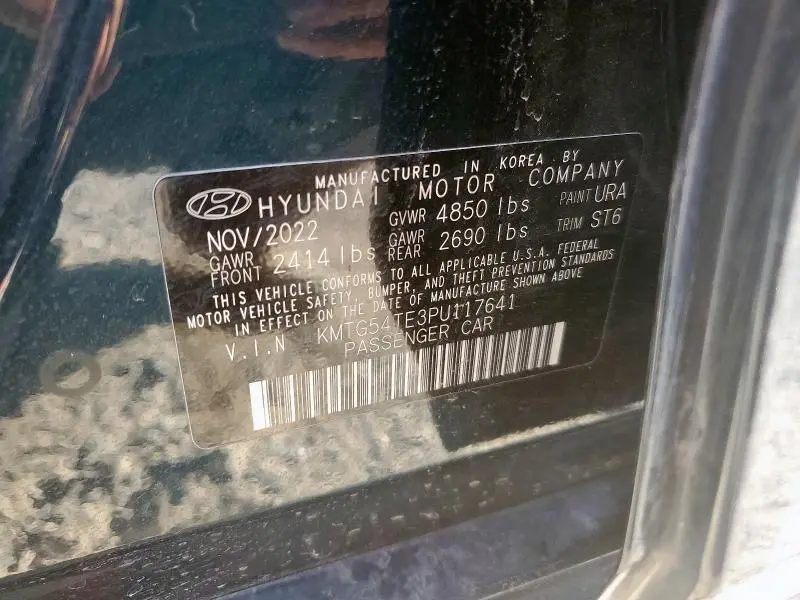 MANUFACTURED IN KOREA BY
HYUNDAI MOTOR COMPANY
NOV/2022 GVWR 4850 lbs PAINT URA
GAWR FRONT 2414 lbs GAWR REAR 2690 lbs TRIM ST6
THIS VEHICLE CONFORMS TO ALL APPLICABLE U.S.A. FEDERAL
MOTOR VEHICLE SAFETY, BUMPER, AND THEFT PREVENTION STANDARDS
IN EFFECT ON THE DATE OF MANUFACTURE SHOWN ABOVE
V.I.N KMTG54TE3PU117641
PASSENGER CAR